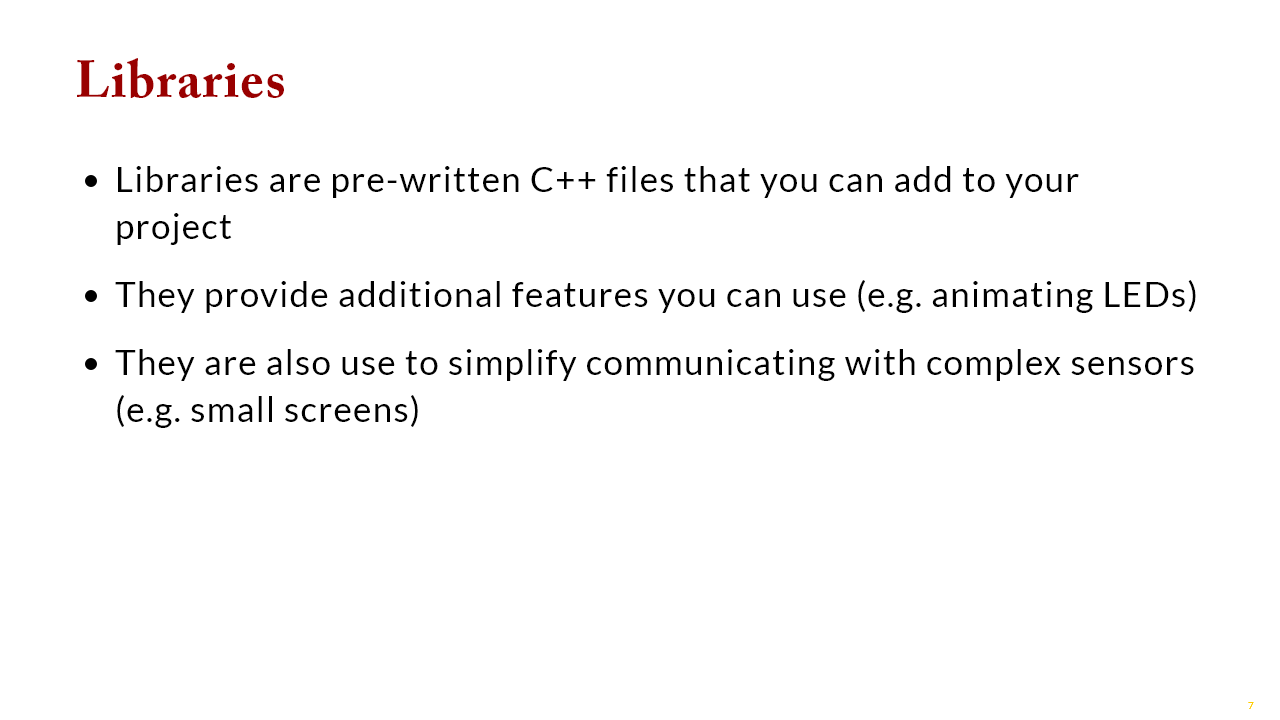 Libraries
• Libraries are pre-written C++ files that you can add to your
project
• They provide additional features you can use (e.g. animating LEDs)
• They are also use to simplify communicating with complex sensors
(e.g. small screens)
7